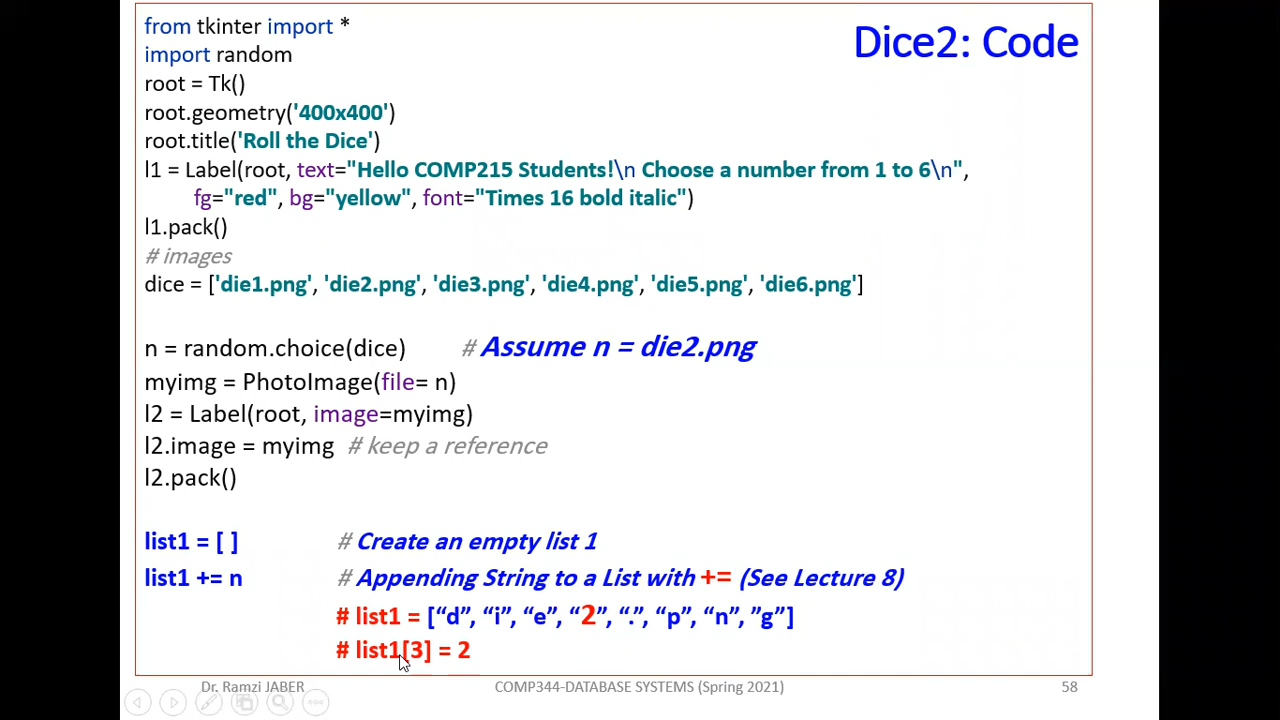 Dice2: Code
from tkinter import *
import random
root = Tk()
root.geometry('400x400')
root.title('Roll the Dice')
l1 = Label(root, text="Hello COMP215 Students!\n Choose a number from 1 to 6\n",
fg="red", bg="yellow", font="Times 16 bold italic")
l1.pack()
# images
dice = ['die1.png', 'die2.png', 'die3.png', 'die4.png', 'die5.png', 'die6.png']
n = random.choice(dice) # Assume n = die2.png
myimg = PhotoImage(file= n)
l2 = Label(root, image=myimg)
l2.image = myimg # keep a reference
l2.pack()
list1 = [ ] # Create an empty list 1
list1 += n # Appending String to a List with += (See Lecture 8)
# list1 = [“d”, “i”, “e”, “2”, “.”, “p”, “n”, ”g”]
# list1[3] = 2
Dr. Ramzi JABER COMP344-DATABASE SYSTEMS (Spring 2021) 58